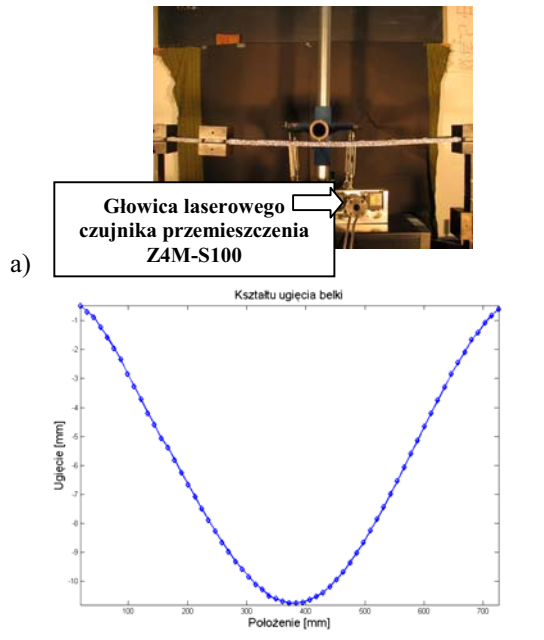 Głowica laserowego
czujnika przemieszczenia
Z4M-S100
a)
Kształtu ugięcia belki
-1
-2
-3
-4
-5
-6
-7
-8
-9
-10
Ugięcie [mm]
100 200 300 400 500 600 700
Położenie [mm]